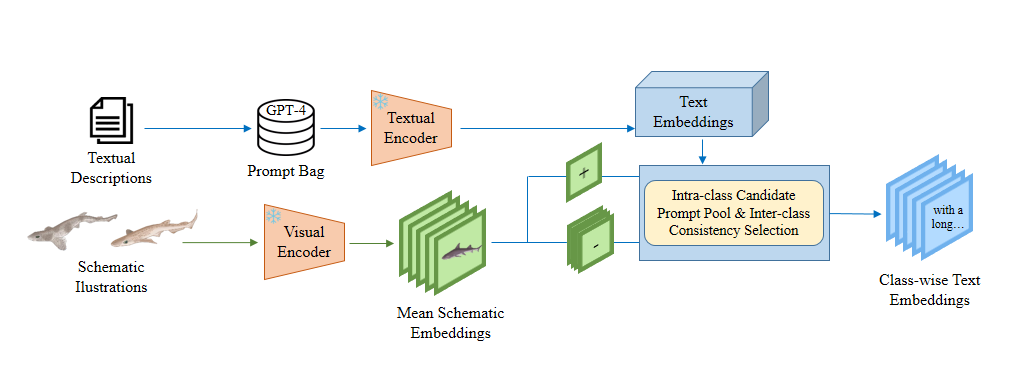 Textual
Descriptions
GPT-4
Prompt Bag
Textual
Encoder
Text
Embeddings
Schematic
Ilustrations
Visual
Encoder
Mean Schematic
Embeddings
+
-
Intra-class Candidate
Prompt Pool & Inter-class
Consistency Selection
with a
long...
Class-wise Text
Embeddings